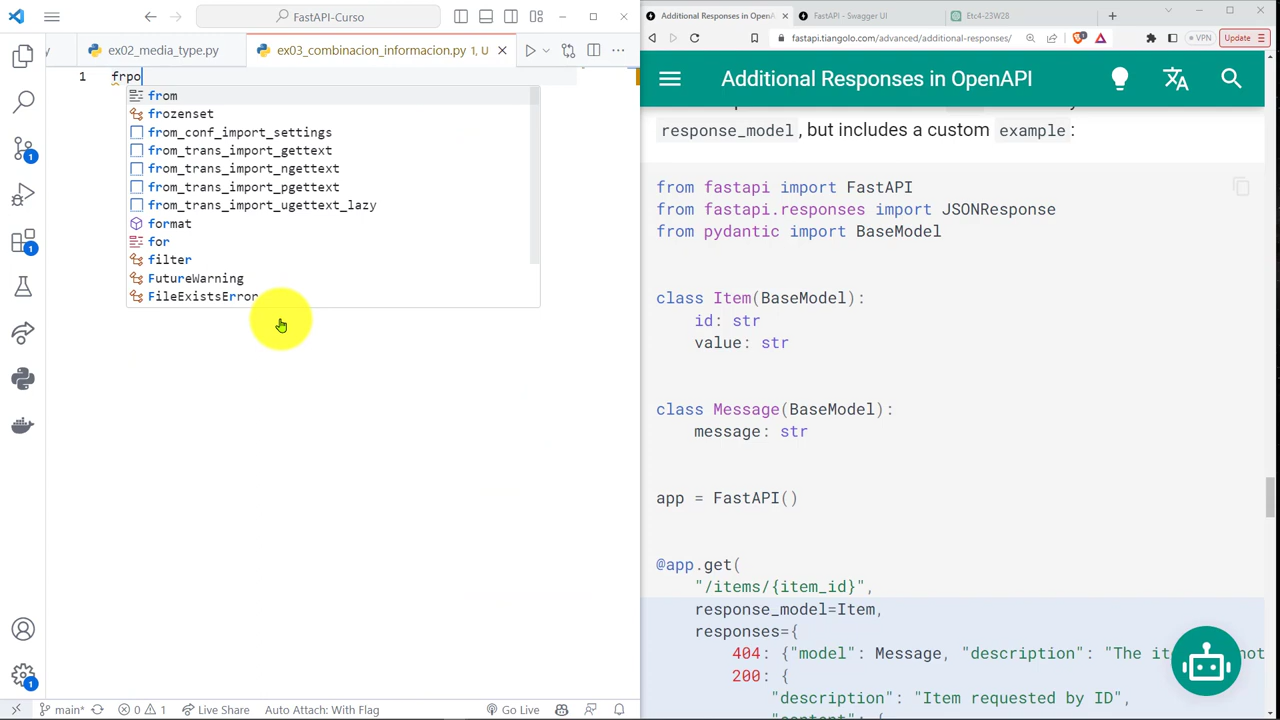 FastAPI-Curso
ex02_media_type.py
ex03_combinacion_informacion.py 1, U
1
frpo
from
frozenset
from_conf_import_settings
from_trans_import_gettext
from_trans_import_ngettext
from_trans_import_pgettext
from_trans_import_ugettext_lazy
format
for
filter
FutureWarning
FileExistsError
1
1
1
main*
0
1
Live Share
Auto Attach: With Flag
Go Live
Additional Responses in OpenA
FastAPI - Swagger UI
Etc4-23W28
fastapi.tiangolo.com/advanced/additional-responses/
VPN
Update
Additional Responses in OpenAPI
response_model, but includes a custom example:
from fastapi import FastAPI
from fastapi.responses import JSONResponse
from pydantic import BaseModel
class Item(BaseModel):
id: str
value: str
class Message(BaseModel):
message: str
app = FastAPI()
@app.get(
"/items/{item_id}",
response_model=Item,
responses={
404: {"model": Message, "description": "The
200: {
"description": "Item requested by ID",